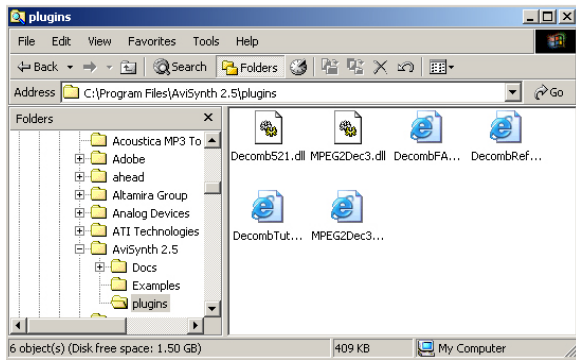 plugins
File Edit View Favorites Tools Help
Back Search Folders
Address C:\Program Files\AviSynth 2.5\plugins Go
Folders
Acoustica MP3 To
Adobe
ahead
Altamira Group
Analog Devices
ATI Technologies
AviSynth 2.5
Docs
Examples
plugins
Decomb521.dll MPEG2Dec3.dll DecombFA... DecombRef...
DecombTut... MPEG2Dec3...
6 object(s) (Disk free space: 1.50 GB) 409 KB My Computer